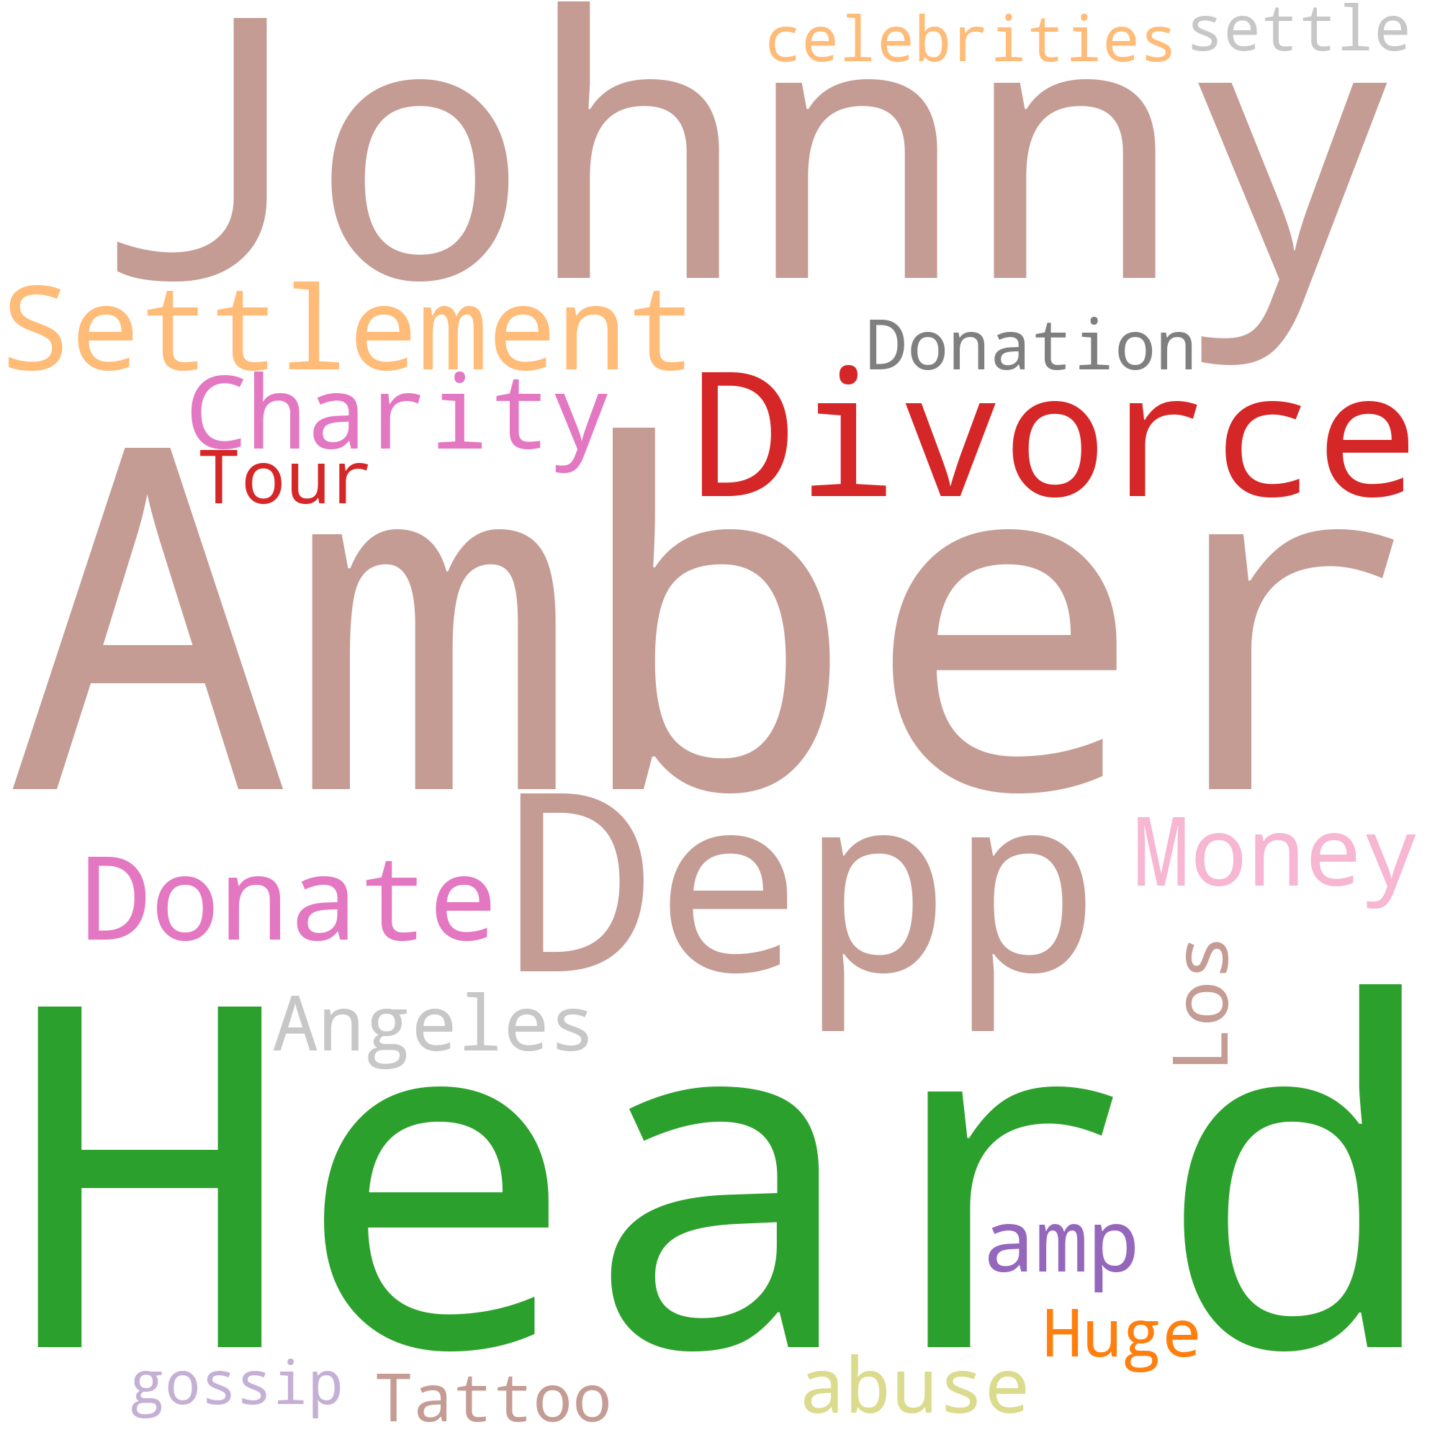 celebrities settle
Johnny
Settlement
Donation
Charity
Divorce
Tour
Amber
Depp
Money
Donate
Los
Angeles
Heard
amp
Huge
gossip
Tattoo
abuse